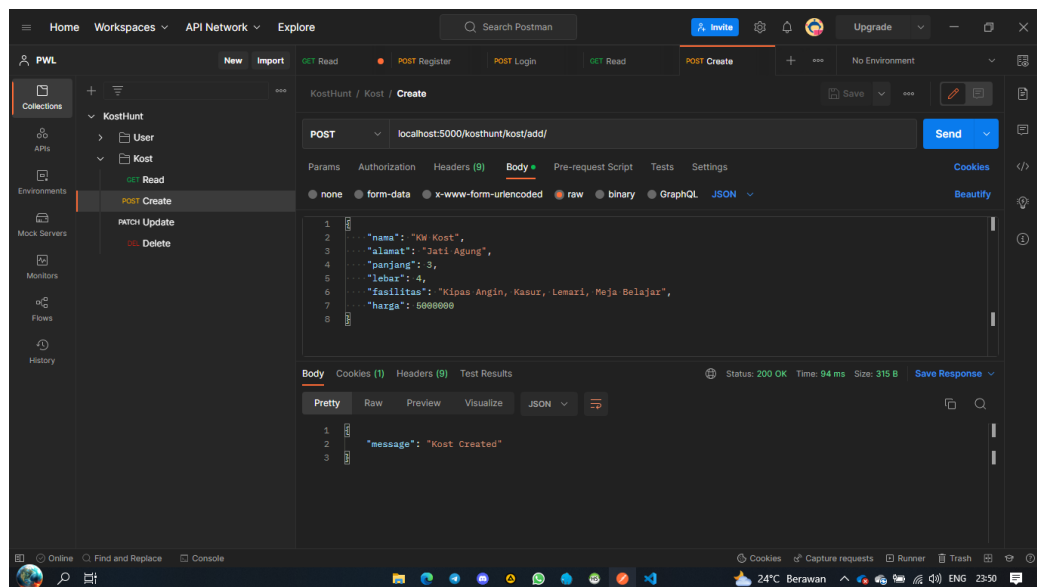 Home Workspaces API Network Explore Search Postman Invite Upgrade
PWL New Import GET Read POST Register POST Login GET Read POST Create No Environment
Collections
APIs
Environments
Mock Servers
Monitors
Flows
History
KostHunt
User
Kost
GET Read
POST Create
PATCH Update
DEL Delete
KostHunt / Kost / Create Save
POST localhost:5000/kosthunt/kost/add/ Send
Params Authorization Headers (9) Body Pre-request Script Tests Settings Cookies
none form-data x-www-form-urlencoded raw binary GraphQL JSON Beautify
1 {
2 "nama": "KW Kost",
3 "alamat": "Jati Agung",
4 "panjang": 3,
5 "lebar": 4,
6 "fasilitas": "Kipas Angin, Kasur, Lemari, Meja Belajar",
7 "harga": 5000000
8 }
Body Cookies (1) Headers (9) Test Results Status: 200 OK Time: 94 ms Size: 315 B Save Response
Pretty Raw Preview Visualize JSON
1 {
2 "message": "Kost Created"
3 }
Online Find and Replace Console Cookies Capture requests Runner Trash
24°C Berawan ENG 23:50